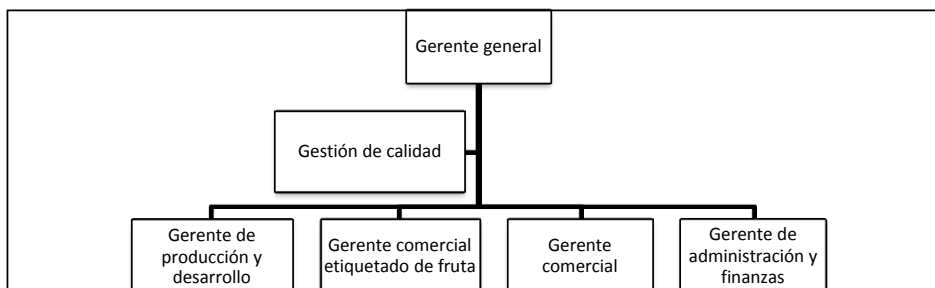 Gerente general
Gestión de calidad
Gerente de
producción y
desarrollo
Gerente comercial
etiquetado de fruta
Gerente
comercial
Gerente de
administración y
finanzas